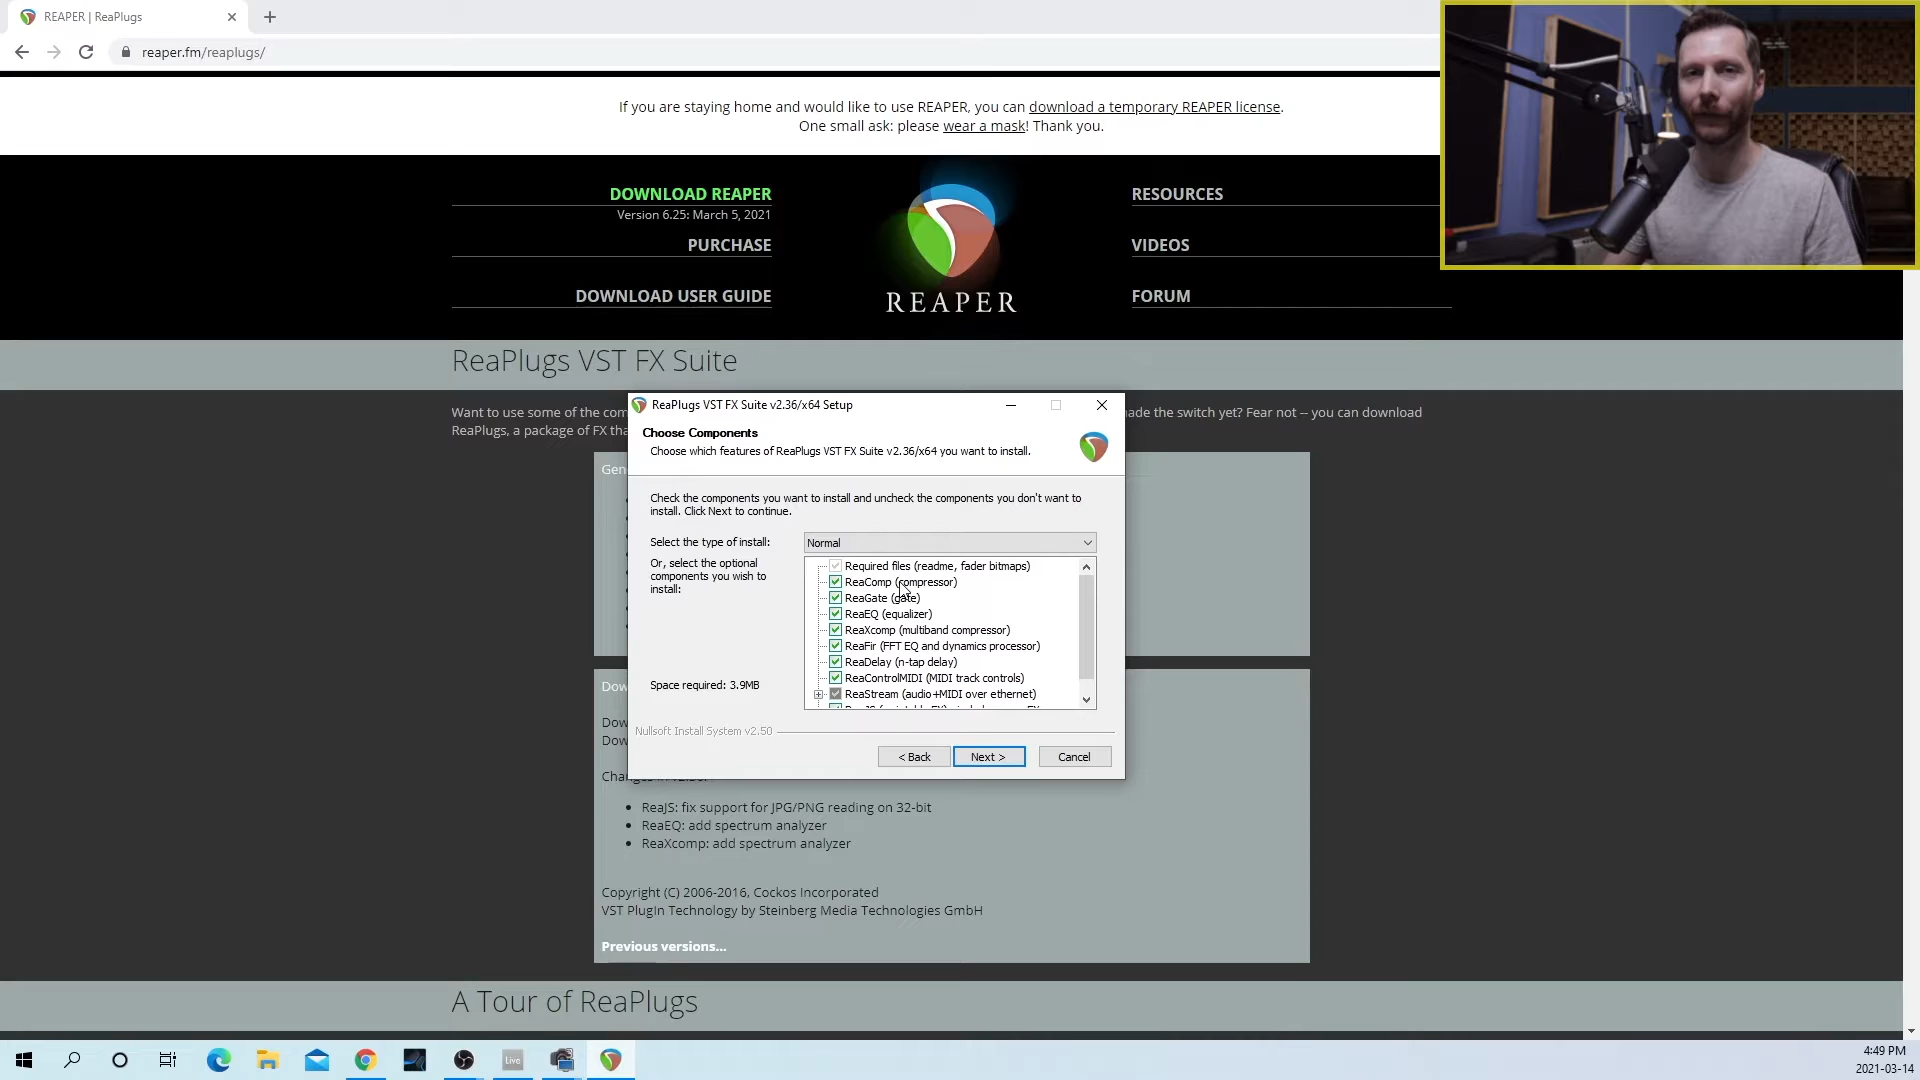 REAPER | ReaPlugs
reaper.fm/reaplugs/
If you are staying home and would like to use REAPER, you can download a temporary REAPER license.
One small ask: please wear a mask! Thank you.
DOWNLOAD REAPER
Version 6.25: March 5, 2021
PURCHASE
DOWNLOAD USER GUIDE
REAPER
RESOURCES
VIDEOS
FORUM
ReaPlugs VST FX Suite
Want to use some of the
made the switch yet? Fear not -- you can download
ReaPlugs, a package of FX
ReaPlugs VST FX Suite v2.36/x64 Setup
Choose Components
Choose which features of ReaPlugs VST FX Suite v2.36/x64 you want to install.
Check the components you want to install and uncheck the components you don't want to
install. Click Next to continue.
Select the type of install:
Normal
Or, select the optional
components you wish to
install:
Required files (readme, fader bitmaps)
ReaComp (compressor)
ReaGate (gate)
ReaEQ (equalizer)
ReaXcomp (multiband compressor)
ReaFir (FFT EQ and dynamics processor)
ReaDelay (n-tap delay)
ReaControlMIDI (MIDI track controls)
ReaStream (audio+MIDI over ethernet)
Space required: 3.9MB
Nullsoft Install System v2.50
< Back
Next >
Cancel
ReaJS: fix support for JPG/PNG reading on 32-bit
ReaEQ: add spectrum analyzer
ReaXcomp: add spectrum analyzer
Copyright (C) 2006-2016, Cockos Incorporated
VST PlugIn Technology by Steinberg Media Technologies GmbH
Previous versions...
A Tour of ReaPlugs
Live
4:49 PM
2021-03-14